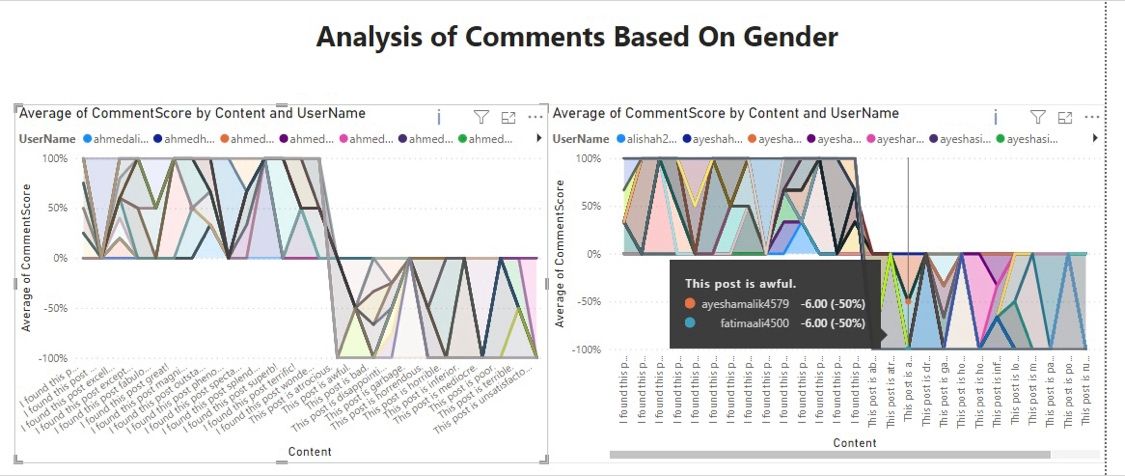 Analysis of Comments Based On Gender
Average of CommentScore by Content and UserName
UserName ahmedali... ahmedh... ahmed... ahmed... ahmed... ahmed... ahmed...
100%
50%
0%
-50%
-100%
Average of CommentScore
I found this p...
I found this post ...
I found this post excell...
I found this post except...
I found this post fabulo...
I found this post great!
I found this post magni...
I found this post outsta...
I found this post pheno...
I found this post specta...
I found this post splend...
I found this post superb!
I found this post terrific!
I found this post wonde...
This post is atrocious.
This post is awful.
This post is bad.
This post is disappointi...
This post is garbage.
This post is horrendous.
This post is horrible.
This post is inferior.
This post is mediocre.
This post is poor.
This post is terrible.
This post is unsatisfacto...
Content
Average of CommentScore by Content and UserName
UserName alishah2... ayeshah... ayesha... ayesha... ayeshar... ayeshasi... ayeshasi...
100%
50%
0%
-50%
-100%
Average of CommentScore
This post is awful.
ayeshamalik4579 -6.00 (-50%)
fatimaali4500 -6.00 (-50%)
I found this p...
I found this p...
I found this p...
I found this p...
I found this p...
I found this p...
I found this p...
I found this p...
I found this p...
I found this p...
I found this p...
I found this p...
I found this p...
I found this p...
This post is ab...
This post is atr...
This post is a...
This post is dr...
This post is ga...
This post is ho...
This post is ho...
This post is inf...
This post is lo...
This post is m...
This post is pa...
This post is po...
This post is ru...
Content